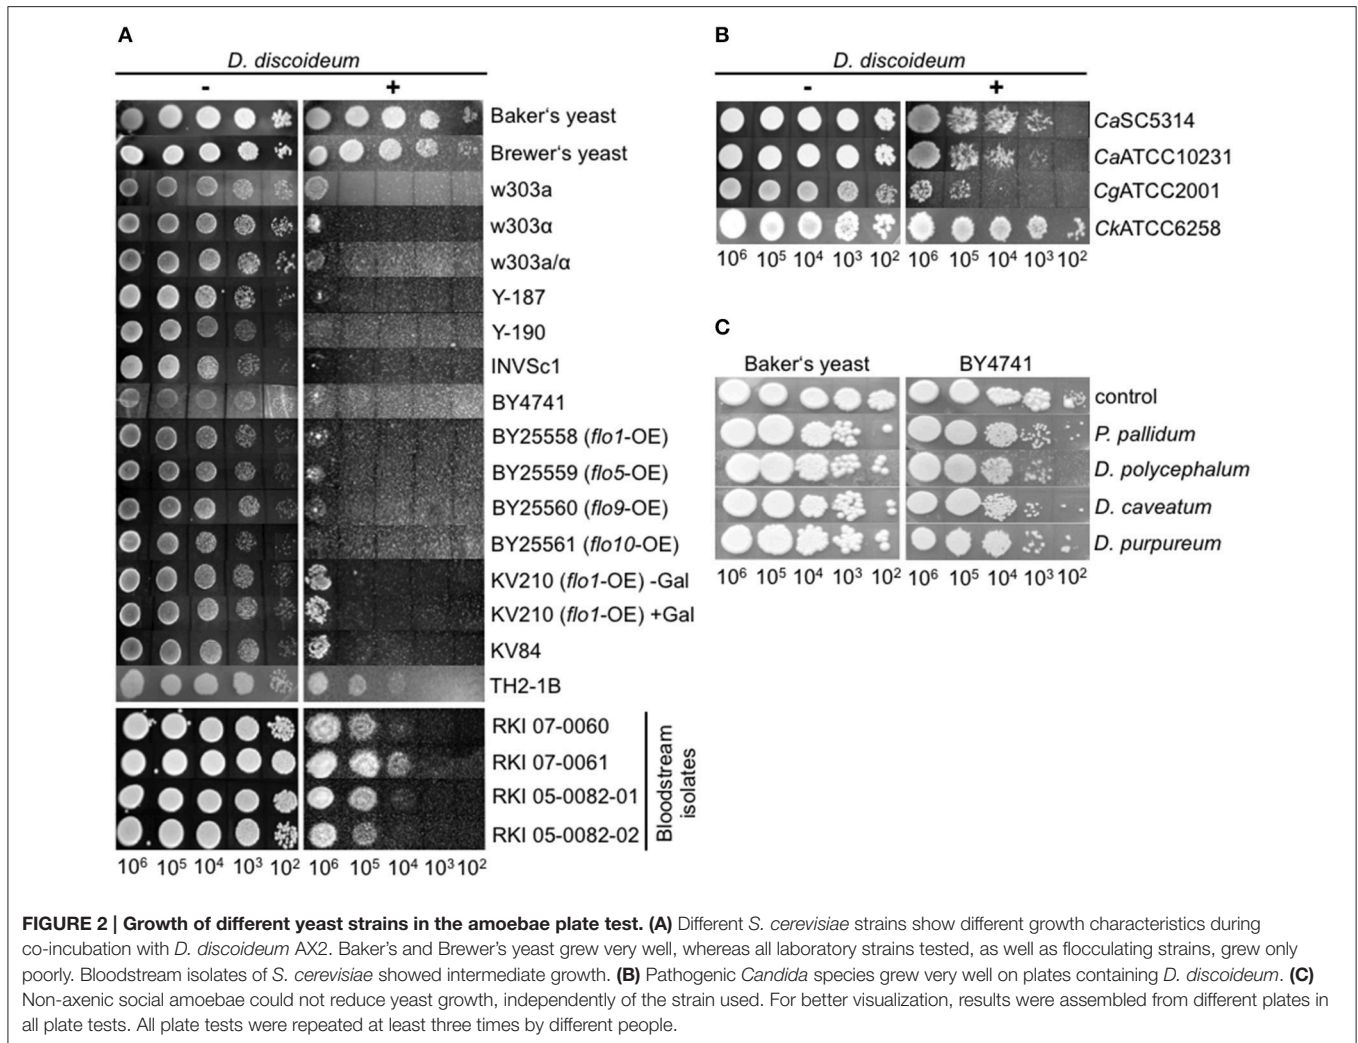 A
D. discoideum
- +
Baker's yeast
Brewer's yeast
w303a
w303α
w303a/α
Y-187
Y-190
INVSc1
BY4741
BY25558 (flo1-OE)
BY25559 (flo5-OE)
BY25560 (flo9-OE)
BY25561 (flo10-OE)
KV210 (flo1-OE) -Gal
KV210 (flo1-OE) +Gal
KV84
TH2-1B
RKI 07-0060
RKI 07-0061
RKI 05-0082-01
RKI 05-0082-02
Bloodstream
isolates
10⁶ 10⁵ 10⁴ 10³ 10² 10⁶ 10⁵ 10⁴ 10³ 10²
B
D. discoideum
- +
CaSC5314
CaATCC10231
CgATCC2001
CkATCC6258
10⁶ 10⁵ 10⁴ 10³ 10² 10⁶ 10⁵ 10⁴ 10³ 10²
C
Baker's yeast BY4741
control
P. pallidum
D. polycephalum
D. caveatum
D. purpureum
10⁶ 10⁵ 10⁴ 10³ 10² 10⁶ 10⁵ 10⁴ 10³ 10²
FIGURE 2 | Growth of different yeast strains in the amoebae plate test. (A) Different S. cerevisiae strains show different growth characteristics during
co-incubation with D. discoideum AX2. Baker's and Brewer's yeast grew very well, whereas all laboratory strains tested, as well as flocculating strains, grew only
poorly. Bloodstream isolates of S. cerevisiae showed intermediate growth. (B) Pathogenic Candida species grew very well on plates containing D. discoideum. (C)
Non-axenic social amoebae could not reduce yeast growth, independently of the strain used. For better visualization, results were assembled from different plates in
all plate tests. All plate tests were repeated at least three times by different people.